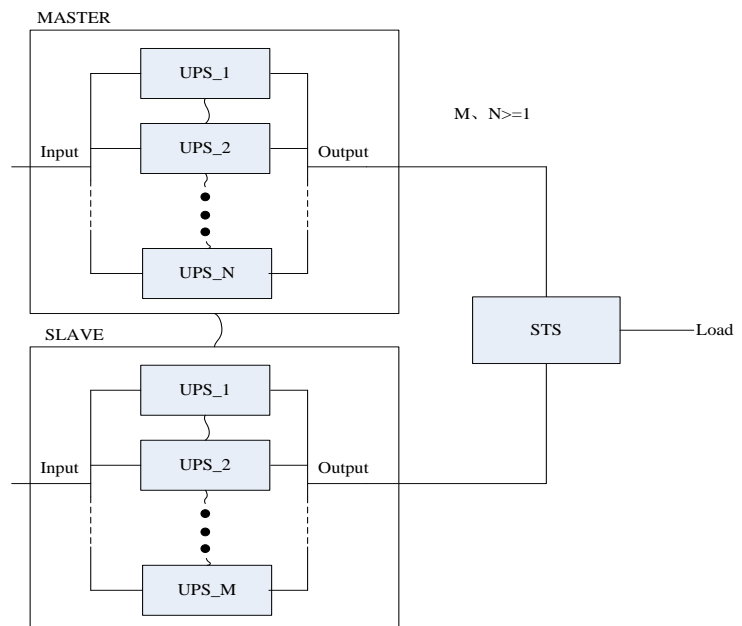 MASTER
UPS_1
M、N>=1
Input
UPS_2
Output
UPS_N
SLAVE
STS
Load
UPS_1
Input
UPS_2
Output
UPS_M